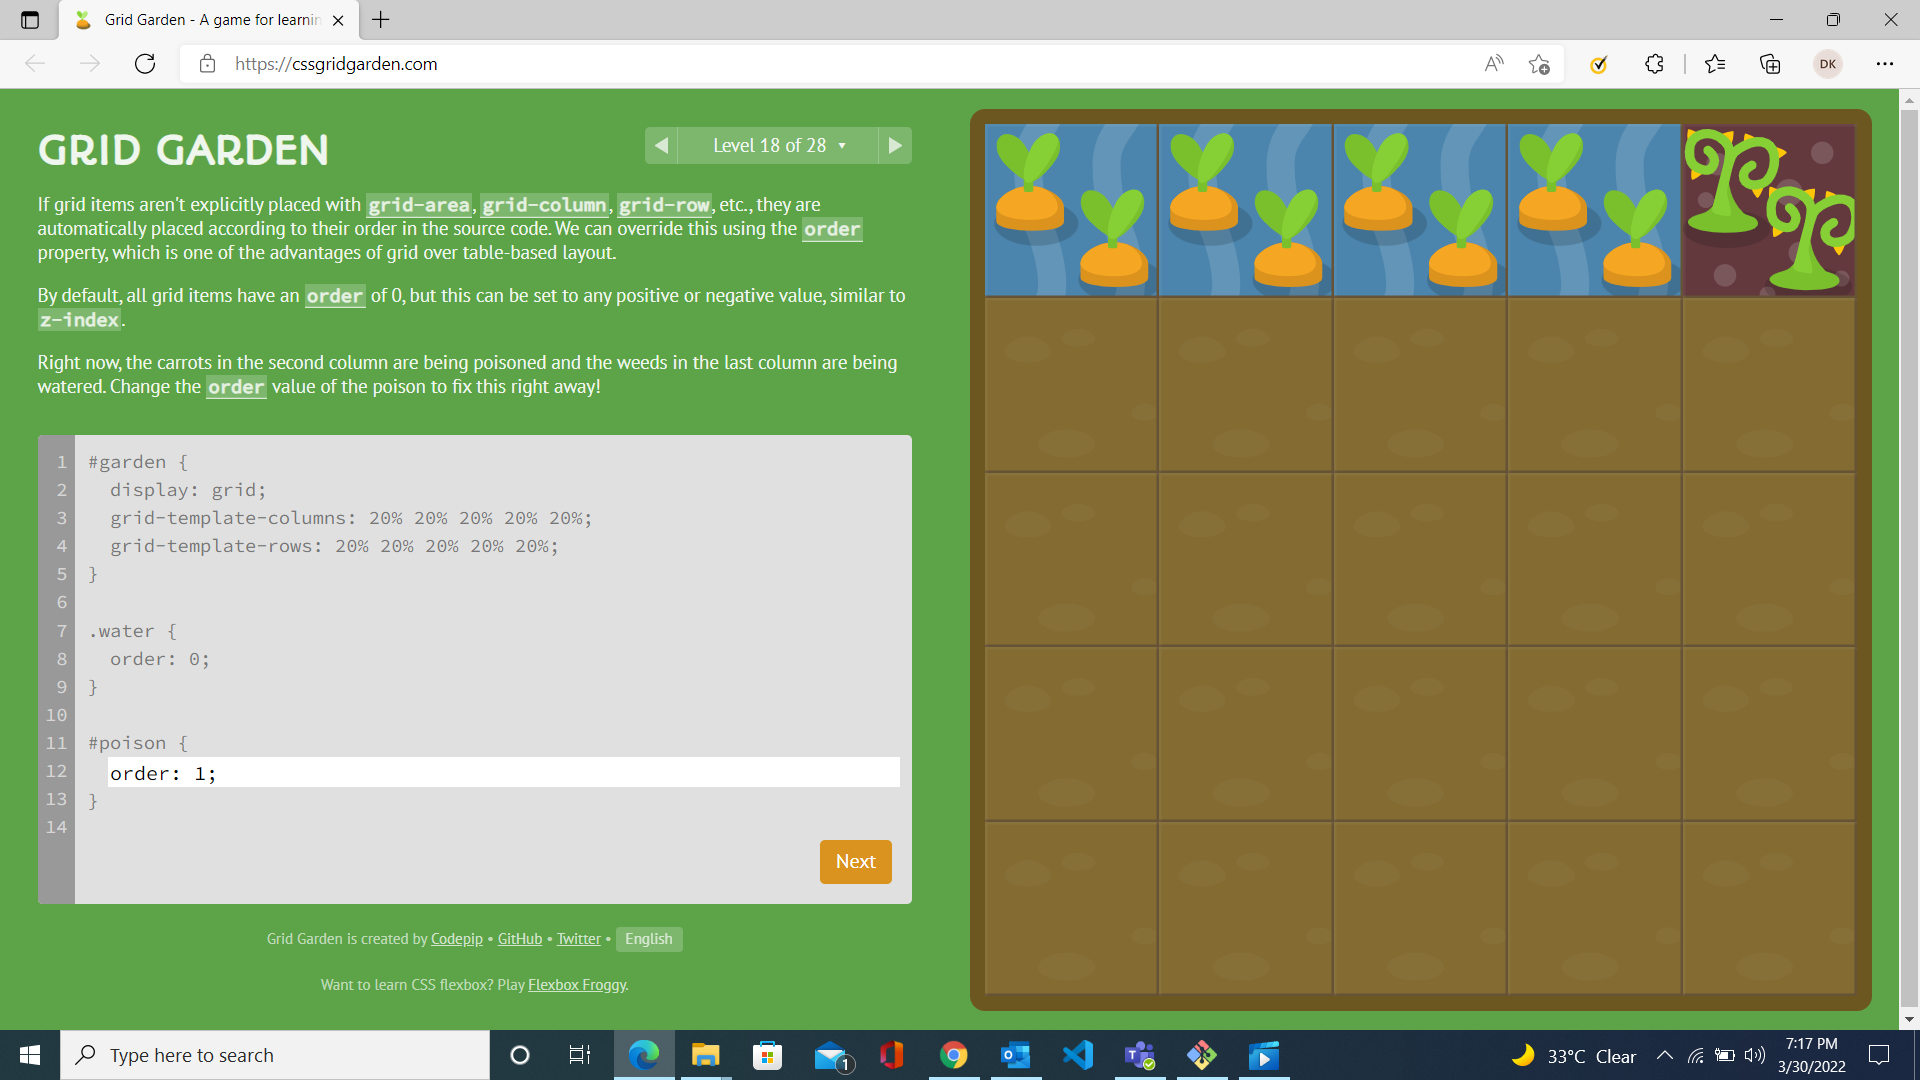 Grid Garden - A game for learnin
https://cssgridgarden.com
DK
GRID GARDEN
Level 18 of 28
If grid items aren't explicitly placed with grid-area, grid-column, grid-row, etc., they are
automatically placed according to their order in the source code. We can override this using the order
property, which is one of the advantages of grid over table-based layout.
By default, all grid items have an order of 0, but this can be set to any positive or negative value, similar to
z-index.
Right now, the carrots in the second column are being poisoned and the weeds in the last column are being
watered. Change the order value of the poison to fix this right away!
1 #garden {
2 display: grid;
3 grid-template-columns: 20% 20% 20% 20% 20%;
4 grid-template-rows: 20% 20% 20% 20% 20%;
5 }
6
7 .water {
8 order: 0;
9 }
10
11 #poison {
12 order: 1;
13 }
14
Next
Grid Garden is created by Codepip • GitHub • Twitter • English
Want to learn CSS flexbox? Play Flexbox Froggy.
Type here to search
1
33°C Clear
7:17 PM
3/30/2022